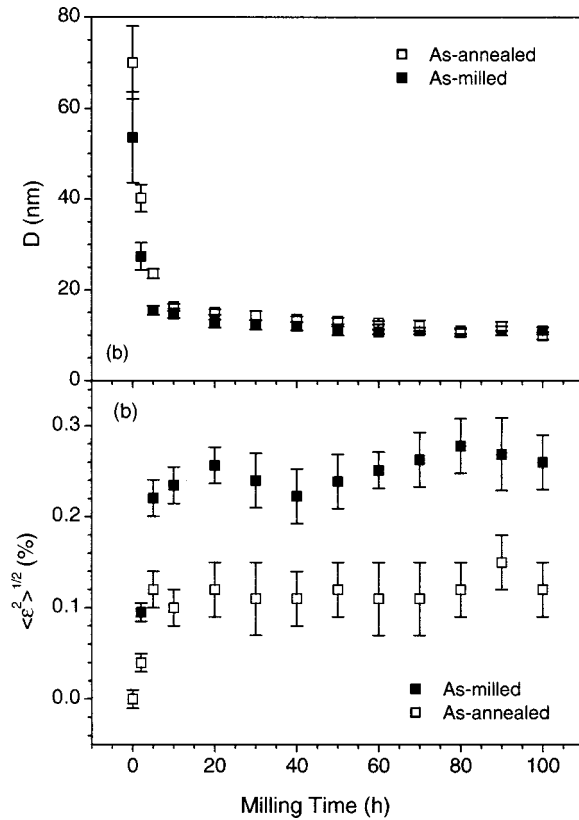 80
As-annealed
As-milled
60
D (nm)
40
20
(b)
0
(b)
0.3
0.2
<ε²>^1/2 (%)
0.1
As-milled
0.0
As-annealed
0 20 40 60 80 100
Milling Time (h)